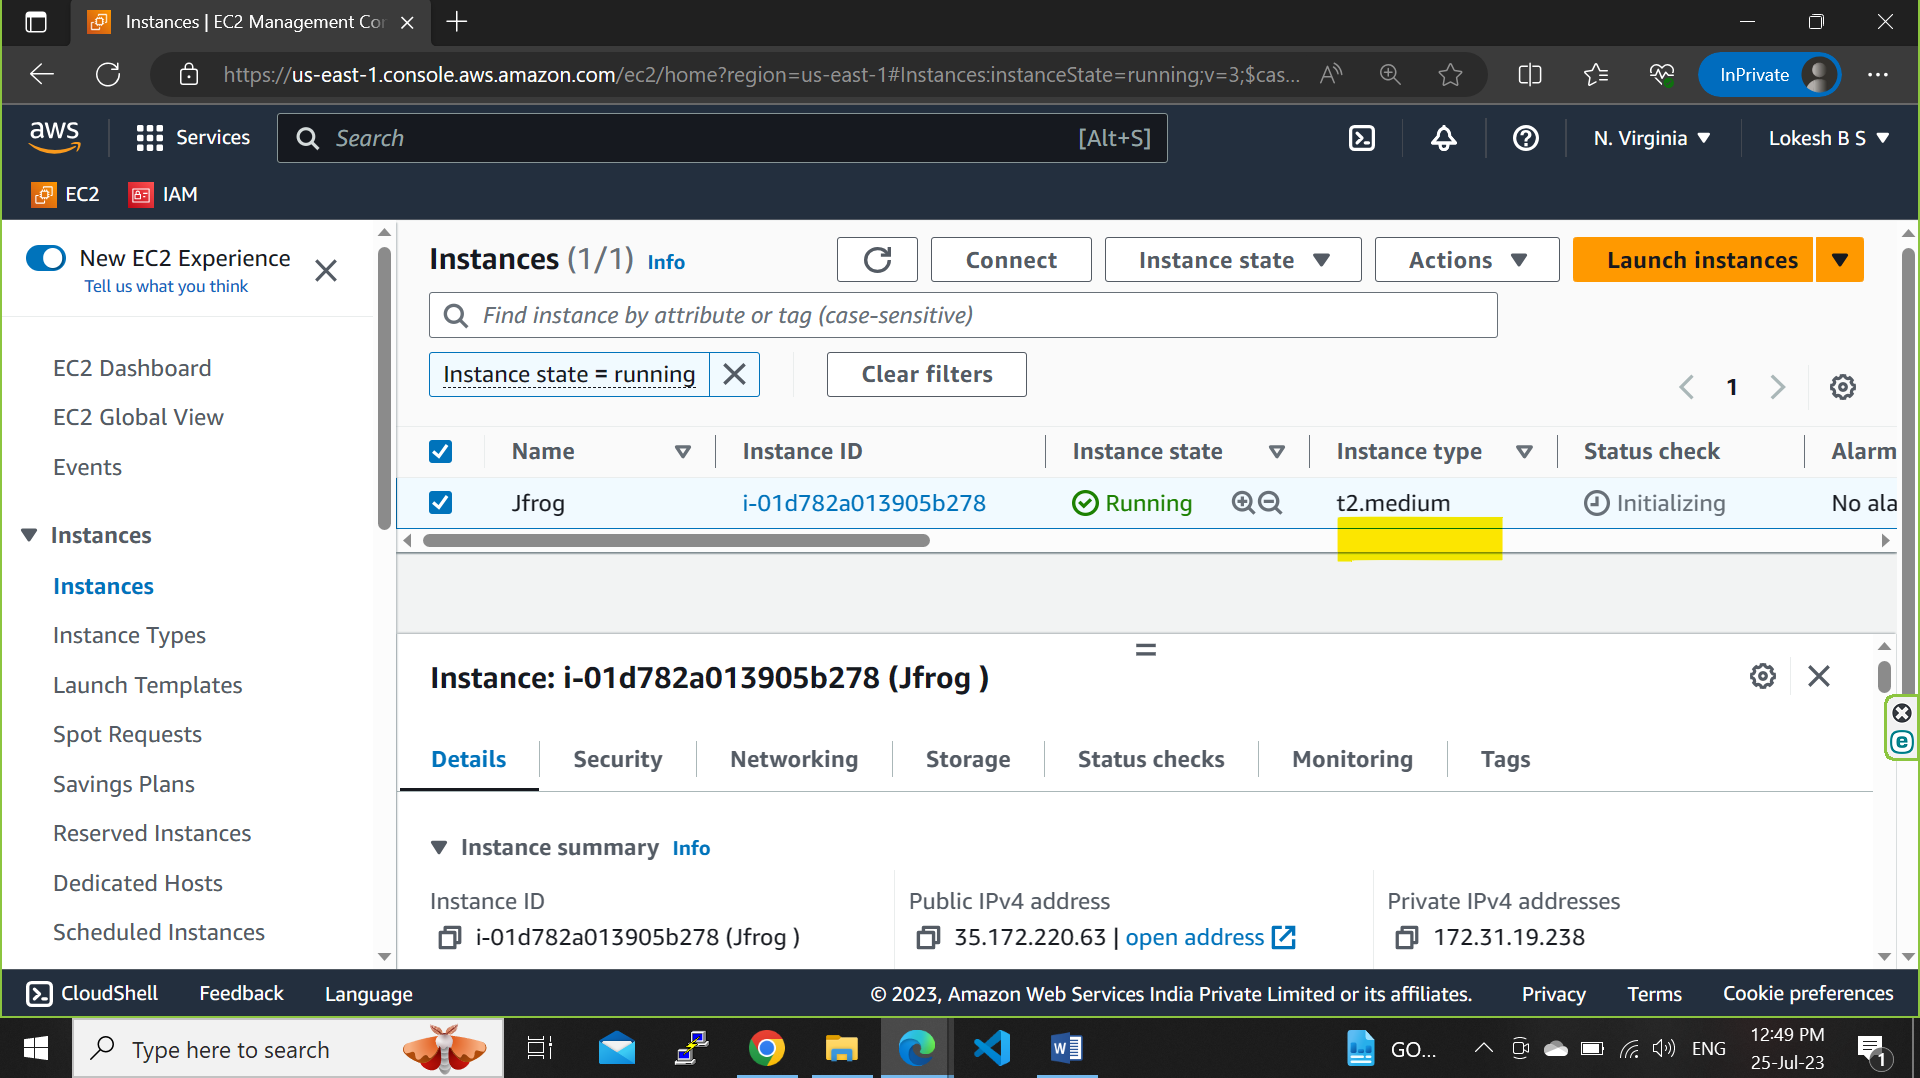 Instances | EC2 Management Cor
https://us-east-1.console.aws.amazon.com/ec2/home?region=us-east-1#Instances:instanceState=running;v=3;$cas...
InPrivate
aws
Services
Search
[Alt+S]
N. Virginia
Lokesh B S
EC2
IAM
New EC2 Experience
Tell us what you think
EC2 Dashboard
EC2 Global View
Events
Instances
Instances
Instance Types
Launch Templates
Spot Requests
Savings Plans
Reserved Instances
Dedicated Hosts
Scheduled Instances
Instances (1/1) Info
Connect
Instance state
Actions
Launch instances
Find instance by attribute or tag (case-sensitive)
Instance state = running
Clear filters
1
Name
Instance ID
Instance state
Instance type
Status check
Alarm
Jfrog
i-01d782a013905b278
Running
t2.medium
Initializing
No ala
Instance: i-01d782a013905b278 (Jfrog )
Details
Security
Networking
Storage
Status checks
Monitoring
Tags
Instance summary Info
Instance ID
i-01d782a013905b278 (Jfrog )
Public IPv4 address
35.172.220.63 | open address
Private IPv4 addresses
172.31.19.238
CloudShell
Feedback
Language
© 2023, Amazon Web Services India Private Limited or its affiliates.
Privacy
Terms
Cookie preferences
Type here to search
GO...
ENG
12:49 PM
25-Jul-23
1